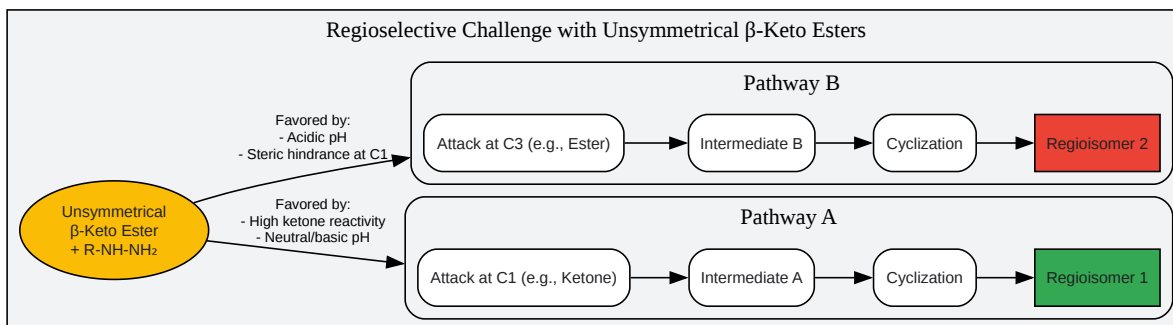 Regioselective Challenge with Unsymmetrical β-Keto Esters
Pathway B
Favored by:
- Acidic pH
- Steric hindrance at C1
Attack at C3 (e.g., Ester)
Intermediate B
Cyclization
Regioisomer 2
Unsymmetrical
β-Keto Ester
+ R-NH-NH₂
Favored by:
- High ketone reactivity
- Neutral/basic pH
Pathway A
Attack at C1 (e.g., Ketone)
Intermediate A
Cyclization
Regioisomer 1